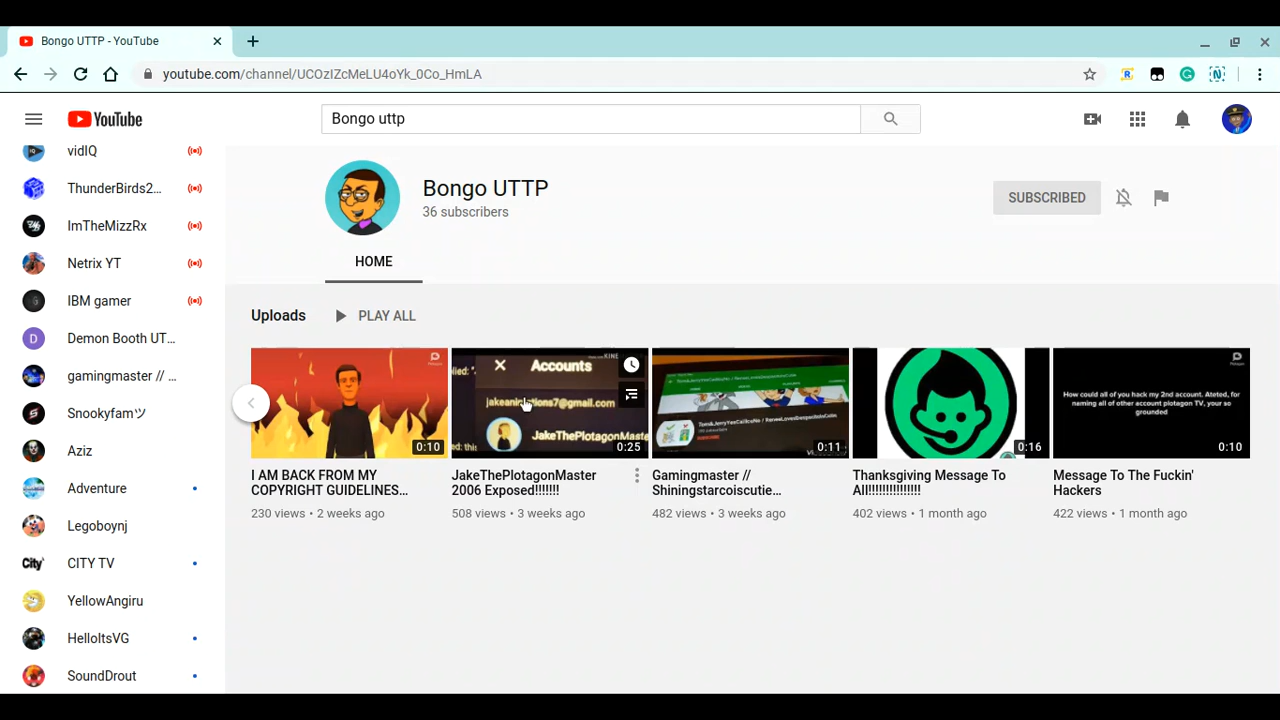 Bongo UTTP - YouTube
youtube.com/channel/UCOzIZcMeLU4oYk_0Co_HmLA
YouTube
Bongo uttp
vidIQ
ThunderBirds2...
ImTheMizzRx
Netrix YT
IBM gamer
Demon Booth UT...
gamingmaster // ...
Snookyfamツ
Aziz
Adventure
Legoboynj
CITY TV
YellowAngiru
HelloItsVG
SoundDrout
Bongo UTTP
36 subscribers
SUBSCRIBED
HOME
Uploads
PLAY ALL
0:10
I AM BACK FROM MY
COPYRIGHT GUIDELINES...
230 views • 2 weeks ago
Accounts
JakeThePlotagonMaste
0:25
JakeThePlotagonMaster
2006 Exposed!!!!!!!
508 views • 3 weeks ago
0:11
Gamingmaster //
Shiningstarcoiscutie...
482 views • 3 weeks ago
0:16
Thanksgiving Message To
All!!!!!!!!!!!!!!!
402 views • 1 month ago
How could all of you hack my 2nd account. Ateted, for
naming all of other account plotagon TV, your so
grounded
0:10
Message To The Fuckin'
Hackers
422 views • 1 month ago